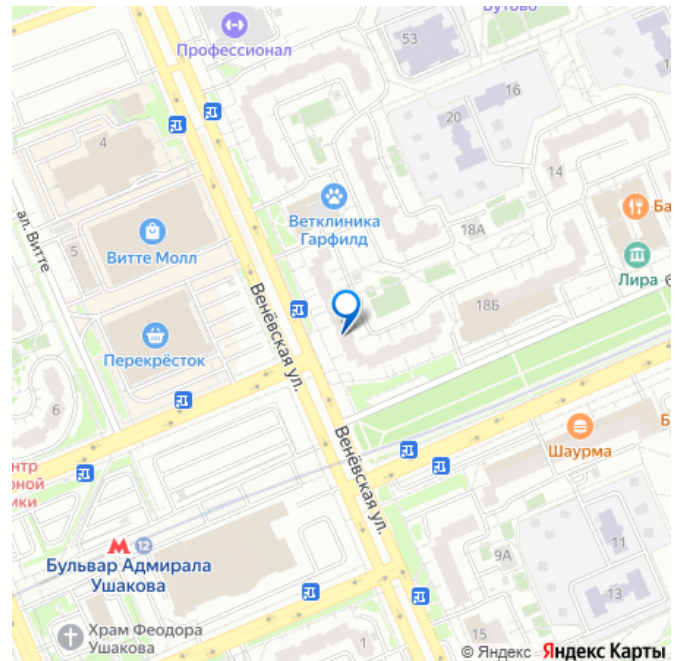 Бутово
Профессионал
53
16
20
4
14
ал. Витте
Ветклиника
Гарфилд
Ба
18А
5
Витте Молл
Лира
Венёвская ул.
18Б
Перекрёсток
6
Шаурма
Б
нтр
рной
ики
Венёвская ул.
М 12
Бульвар Адмирала
Ушакова
9А
11
13
Храм Феодора
Ушакова
1
15
© Яндекс Яндекс Карты